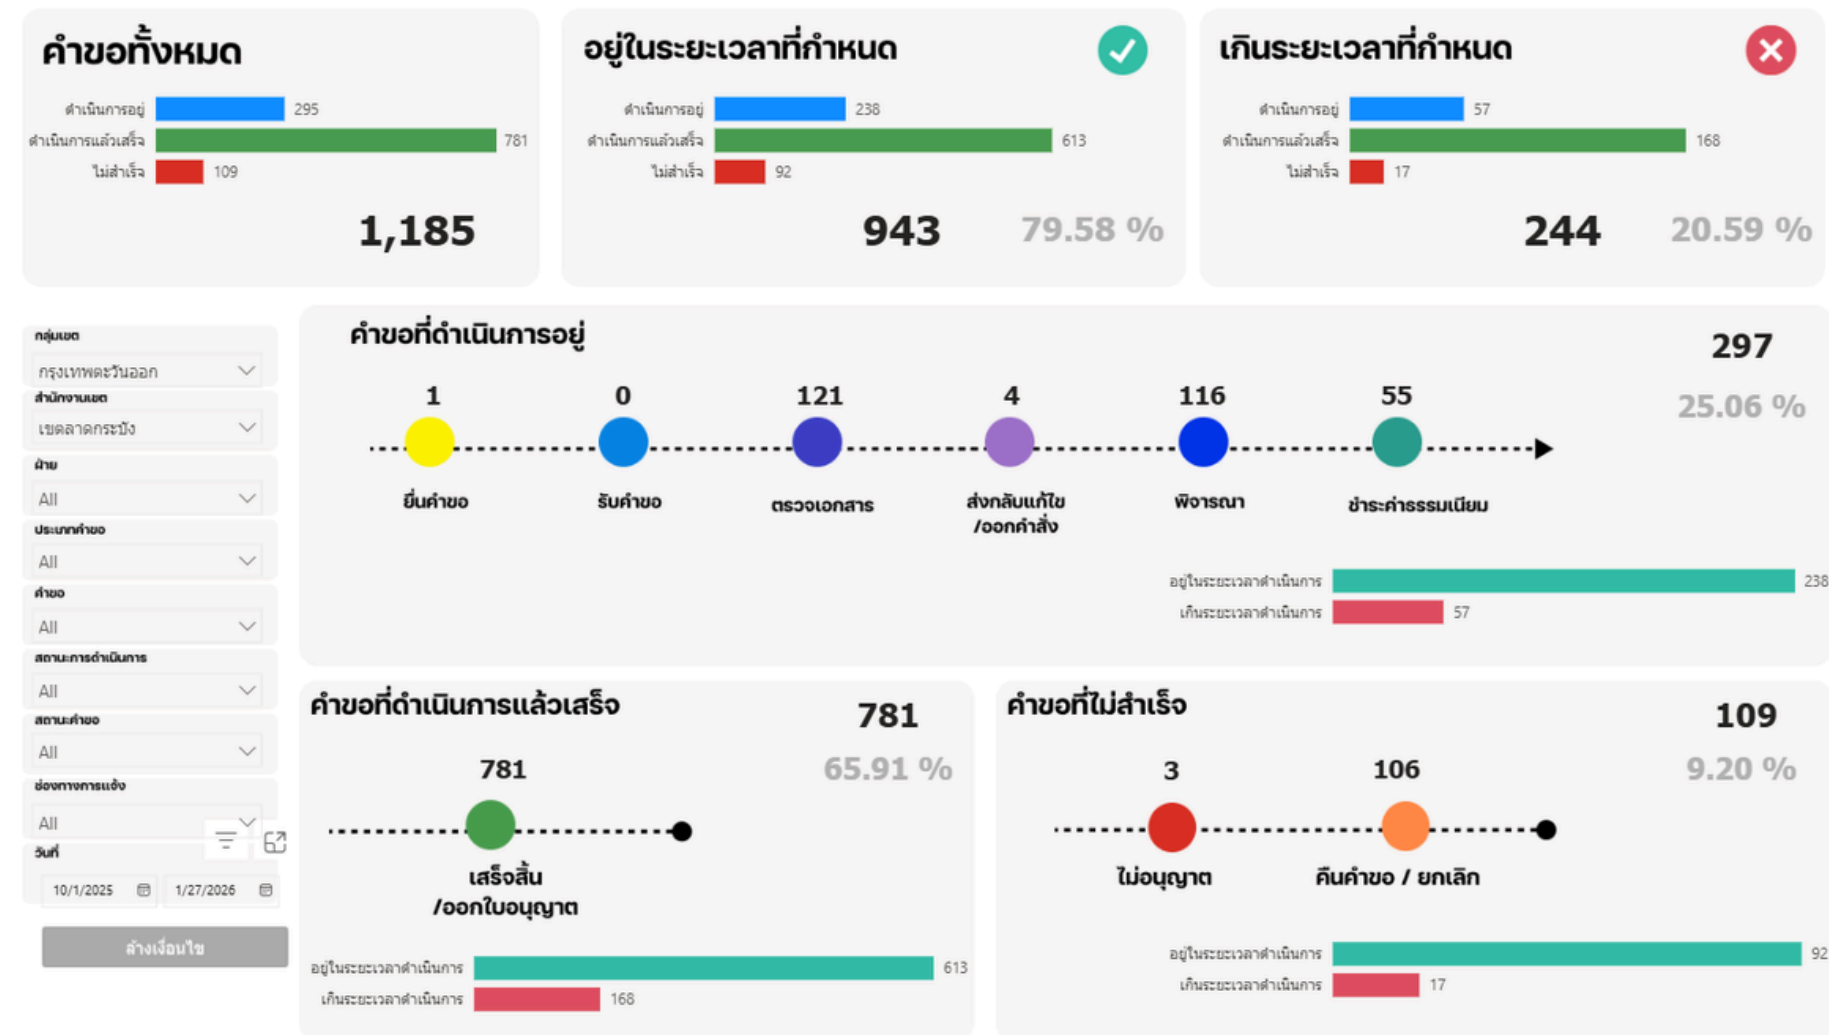 คำขอทั้งหมด
ดำเนินการอยู่ 295
ดำเนินการแล้วเสร็จ 781
ไม่สำเร็จ 109
1,185
อยู่ในระยะเวลาที่กำหนด
ดำเนินการอยู่ 238
ดำเนินการแล้วเสร็จ 613
ไม่สำเร็จ 92
943 79.58 %
เกินระยะเวลาที่กำหนด
ดำเนินการอยู่ 57
ดำเนินการแล้วเสร็จ 168
ไม่สำเร็จ 17
244 20.59 %
กลุ่มเขต
กรุงเทพตะวันออก
สำนักงานเขต
เขตลาดกระบัง
ฝ่าย
All
ประเภทคำขอ
All
คำขอ
All
สถานะการดำเนินการ
All
สถานะคำขอ
All
ช่องทางการแจ้ง
All
วันที่
10/1/2025 1/27/2026
ล้างเงื่อนไข
คำขอที่ดำเนินการอยู่
297
25.06 %
1 0 121 4 116 55
ยื่นคำขอ รับคำขอ ตรวจเอกสาร ส่งกลับแก้ไข พิจารณา ชำระค่าธรรมเนียม
/ออกคำสั่ง
อยู่ในระยะเวลาดำเนินการ 238
เกินระยะเวลาดำเนินการ 57
คำขอที่ดำเนินการแล้วเสร็จ
781
65.91 %
781
เสร็จสิ้น
/ออกใบอนุญาต
อยู่ในระยะเวลาดำเนินการ 613
เกินระยะเวลาดำเนินการ 168
คำขอที่ไม่สำเร็จ
109
9.20 %
3 106
ไม่อนุญาต คืนคำขอ / ยกเลิก
อยู่ในระยะเวลาดำเนินการ 92
เกินระยะเวลาดำเนินการ 17